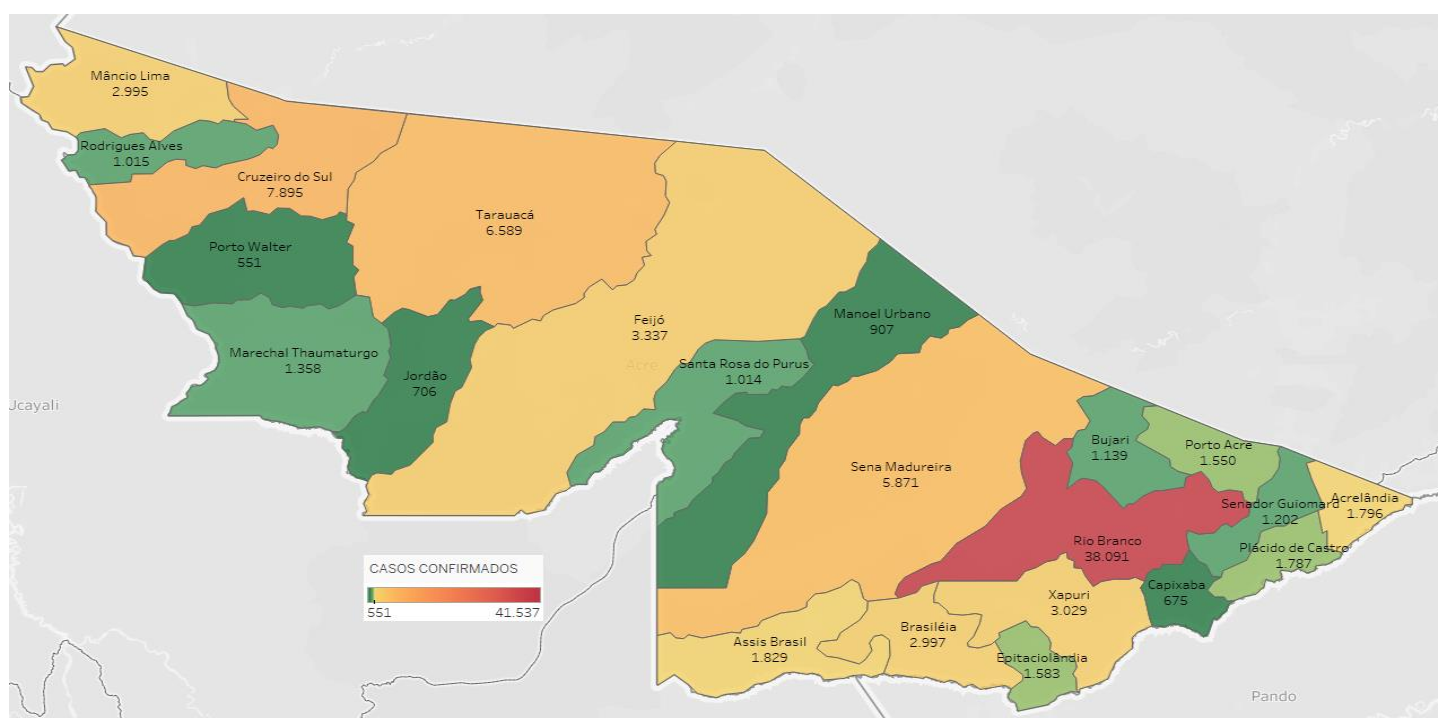 Mâncio Lima
2.995
Rodrigues Alves
1.015
Cruzeiro do Sul
7.895
Tarauacá
6.589
Porto Walter
551
Feijó
3.337
Manoel Urbano
907
Marechal Thaumaturgo
1.358
Jordão
706
Santa Rosa do Purus
1.014
Acre
Ucayali
Sena Madureira
5.871
Bujari
1.139
Porto Acre
1.550
Senador Guiomard
1.202
Acrelândia
1.796
Rio Branco
38.091
Plácido de Castro
1.787
Capixaba
675
Xapuri
3.029
Brasiléia
2.997
Assis Brasil
1.829
Epitaciolândia
1.583
Pando
CASOS CONFIRMADOS
551 41.537